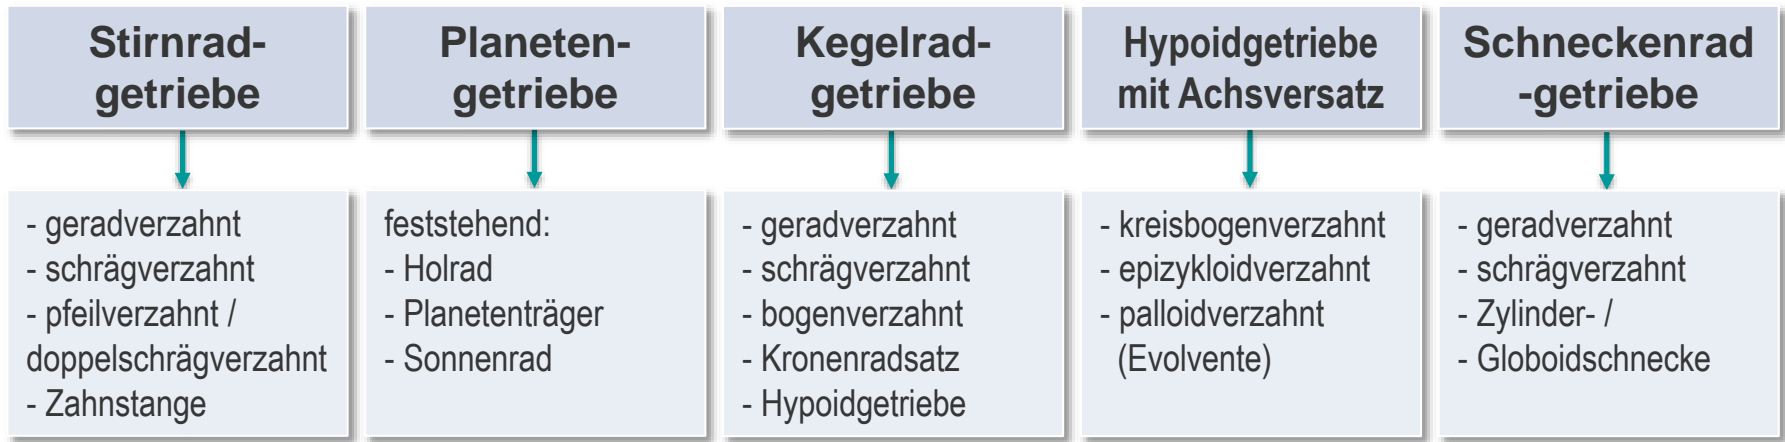 Stirnrad-
getriebe
- geradverzahnt
- schrägverzahnt
- pfeilverzahnt /
doppelschrägverzahnt
- Zahnstange
Planeten-
getriebe
feststehend:
- Holrad
- Planetenträger
- Sonnenrad
Kegelrad-
getriebe
- geradverzahnt
- schrägverzahnt
- bogenverzahnt
- Kronenradsatz
- Hypoidgetriebe
Hypoidgetriebe
mit Achsversatz
- kreisbogenverzahnt
- epizykloidverzahnt
- palloidverzahnt
(Evolvente)
Schneckenrad
-getriebe
- geradverzahnt
- schrägverzahnt
- Zylinder- /
- Globoidschnecke